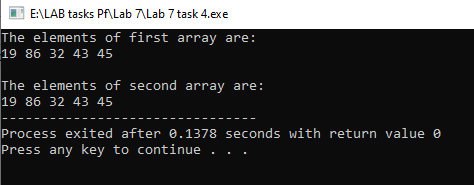 E:\LAB tasks Pf\Lab 7\Lab 7 task 4.exe
The elements of first array are:
19 86 32 43 45
The elements of second array are:
19 86 32 43 45
--------------------------------
Process exited after 0.1378 seconds with return value 0
Press any key to continue . . .